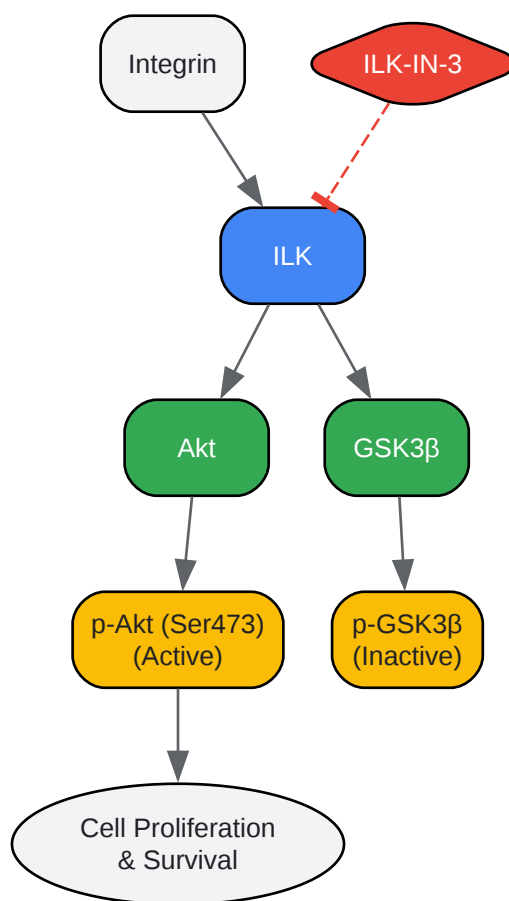 Integrin
ILK-IN-3
ILK
Akt
GSK3β
p-Akt (Ser473)
(Active)
p-GSK3β
(Inactive)
Cell Proliferation
& Survival